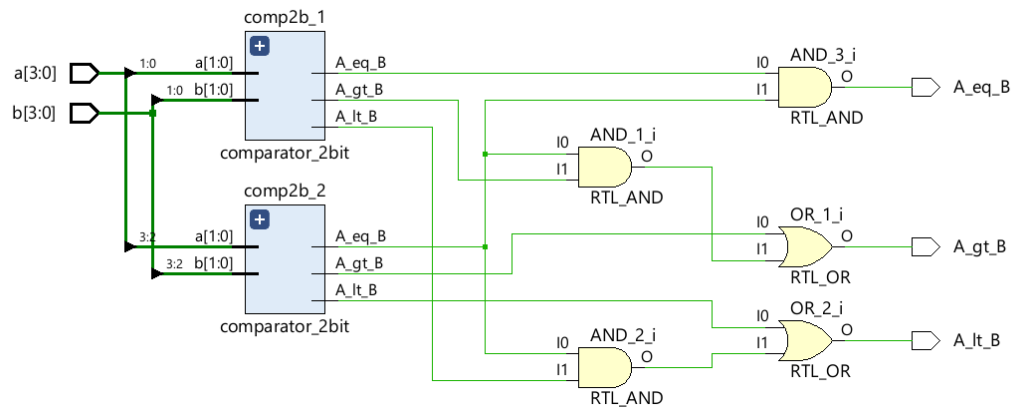 comp2b_1
a[3:0]
b[3:0]
1:0
1:0
a[1:0]
b[1:0]
A_eq_B
A_gt_B
A_lt_B
comparator_2bit
comp2b_2
3:2
3:2
a[1:0]
b[1:0]
A_eq_B
A_gt_B
A_lt_B
comparator_2bit
AND_1_i
I0
I1
O
RTL_AND
AND_2_i
I0
I1
O
RTL_AND
AND_3_i
I0
I1
O
RTL_AND
A_eq_B
OR_1_i
I0
I1
O
RTL_OR
A_gt_B
OR_2_i
I0
I1
O
RTL_OR
A_lt_B